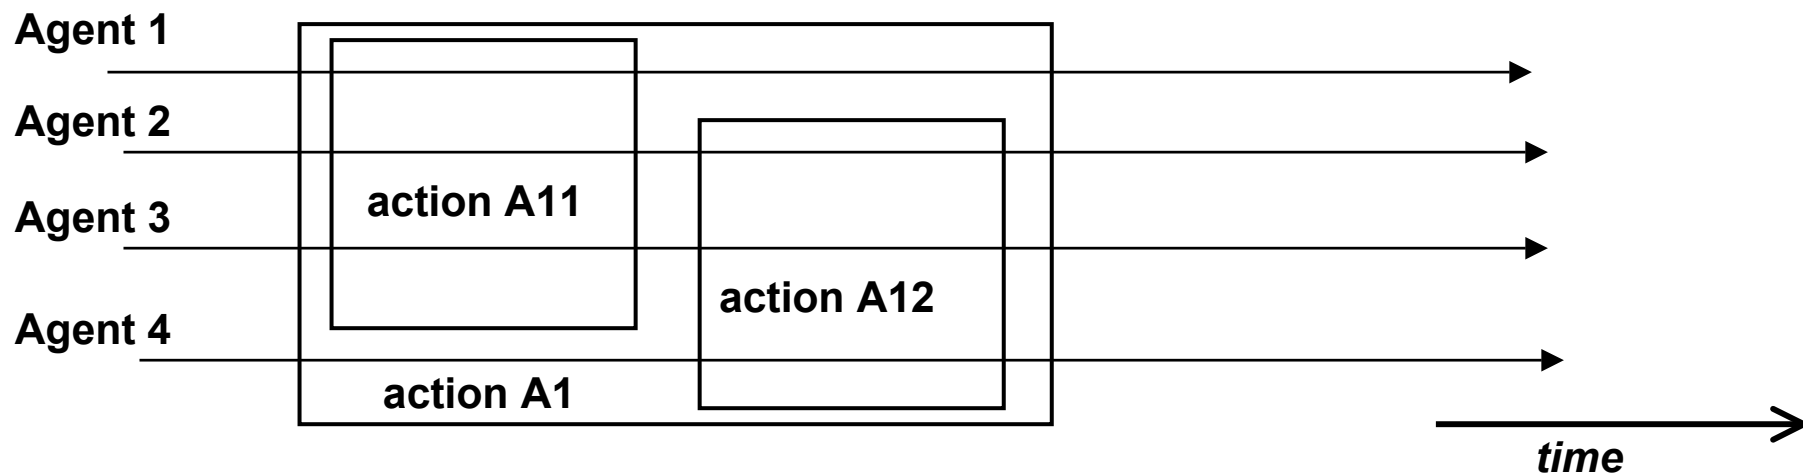 Agent 1
Agent 2
action A11
Agent 3
action A12
Agent 4
action A1
time